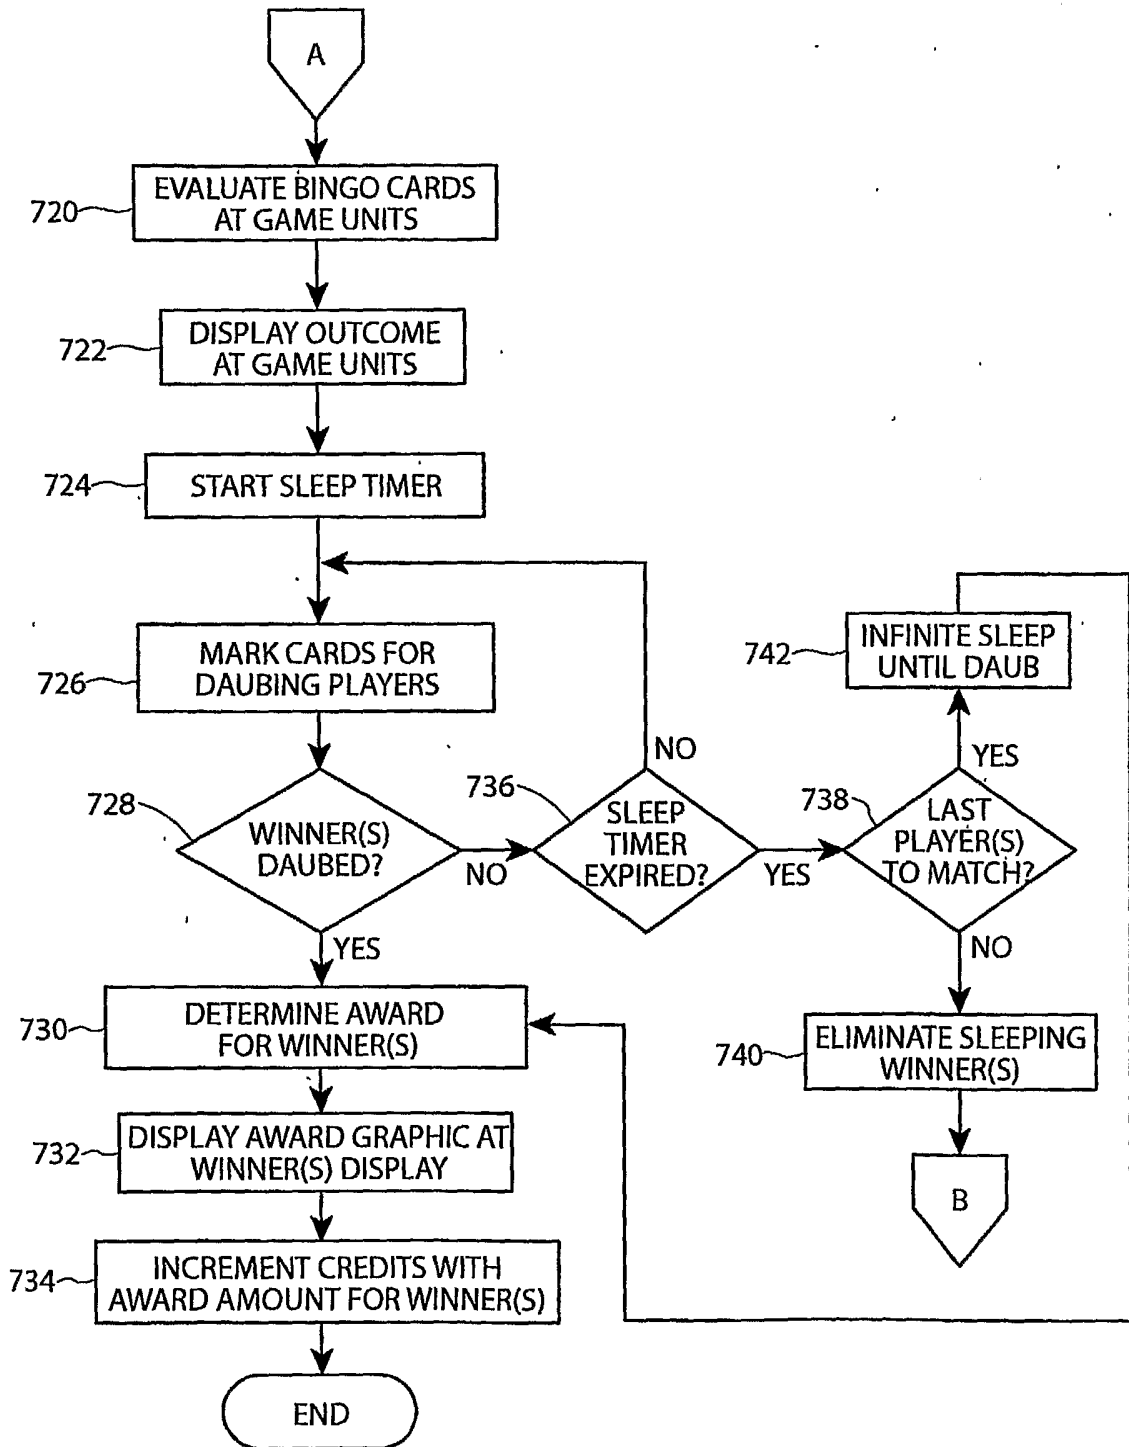 A
EVALUATE BINGO CARDS
AT GAME UNITS
720
DISPLAY OUTCOME
AT GAME UNITS
722
START SLEEP TIMER
724
MARK CARDS FOR
DAUBING PLAYERS
726
INFINITE SLEEP
UNTIL DAUB
742
WINNER(S)
DAUBED?
728
NO
YES
SLEEP
TIMER
EXPIRED?
736
NO
YES
LAST
PLAYER(S)
TO MATCH?
738
YES
NO
DETERMINE AWARD
FOR WINNER(S)
730
ELIMINATE SLEEPING
WINNER(S)
740
DISPLAY AWARD GRAPHIC AT
WINNER(S) DISPLAY
732
B
INCREMENT CREDITS WITH
AWARD AMOUNT FOR WINNER(S)
734
END